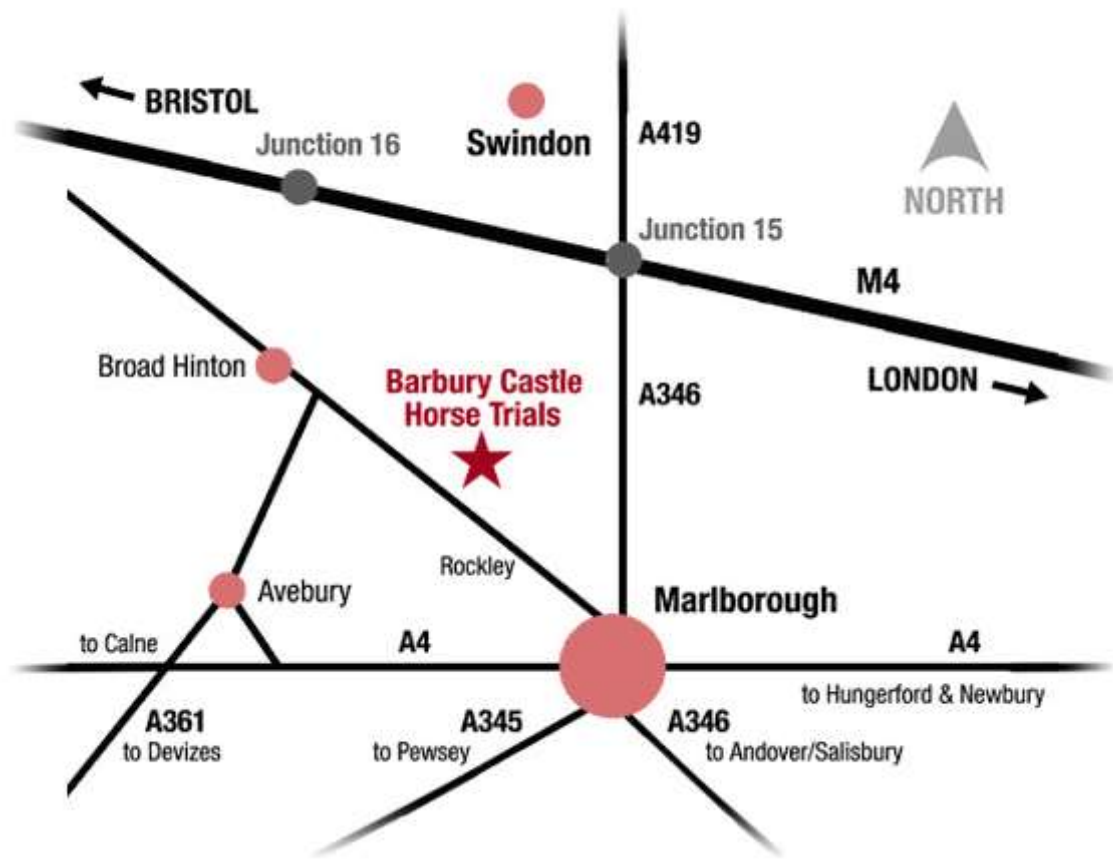 BRISTOL
Junction 16
Swindon
A419
NORTH
Junction 15
M4
Broad Hinton
Barbury Castle
Horse Trials
A346
LONDON
Rockley
Avebury
Marlborough
to Calne
A4
A4
to Hungerford & Newbury
A361
to Devizes
A345
to Pewsey
A346
to Andover/Salisbury